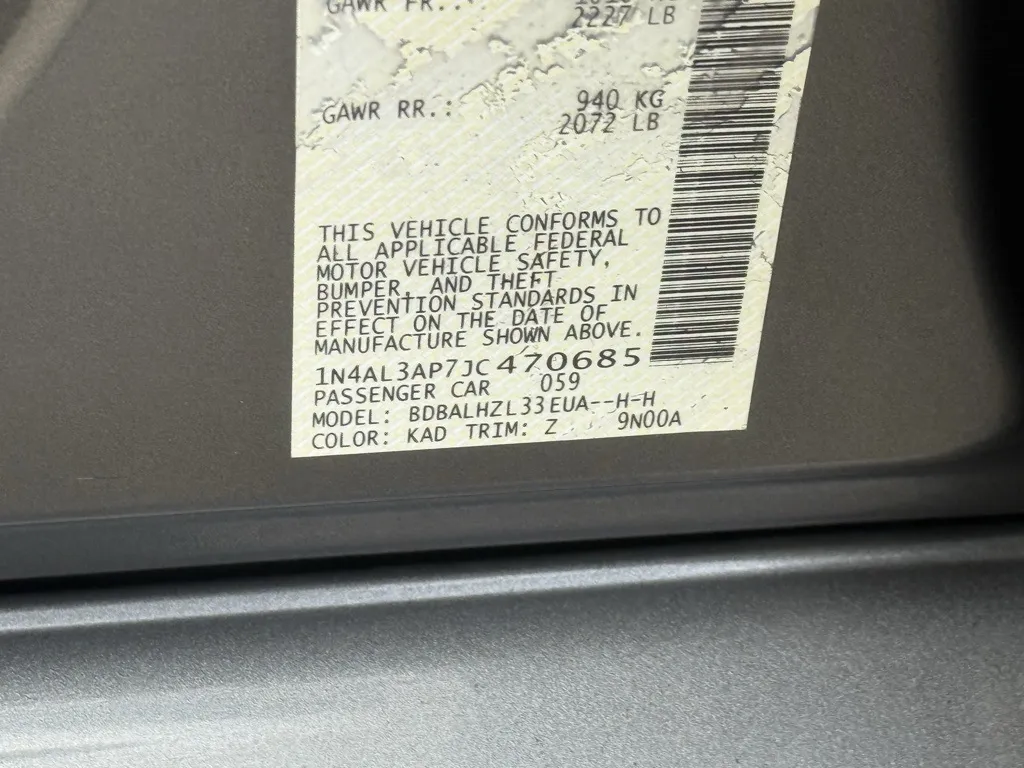 GAWR FR..:
2227 LB
GAWR RR.: 940 KG
2072 LB
THIS VEHICLE CONFORMS TO
ALL APPLICABLE FEDERAL
MOTOR VEHICLE SAFETY,
BUMPER, AND THEFT
PREVENTION STANDARDS IN
EFFECT ON THE DATE OF
MANUFACTURE SHOWN ABOVE.
1N4AL3AP7JC470685
PASSENGER CAR 059
MODEL: BDBALHZL33EUA--H-H
COLOR: KAD TRIM: Z 9N00A